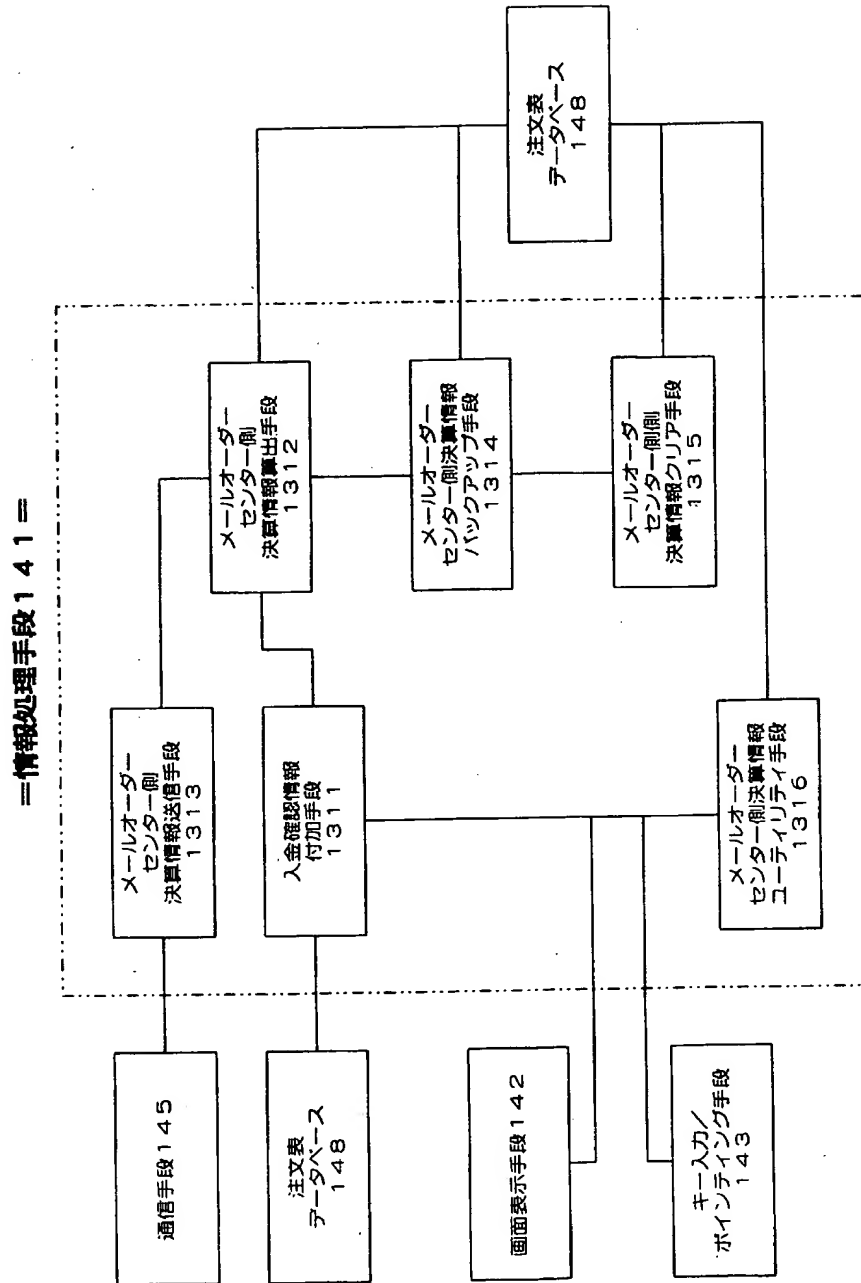 =情報処理手段141=
通信手段145
注文表
データベース
148
画面表示手段142
キー入力/
ポインティング手段
143
メールオーダー
センター側
決算情報送信手段
1313
入金確認情報
付加手段
1311
メールオーダー
センター側決算情報
ユーティリティ手段
1316
メールオーダー
センター側
決算情報算出手段
1312
メールオーダー
センター側決算情報
バックアップ手段
1314
メールオーダー
センター側側
決算情報クリア手段
1315
注文表
データベース
148